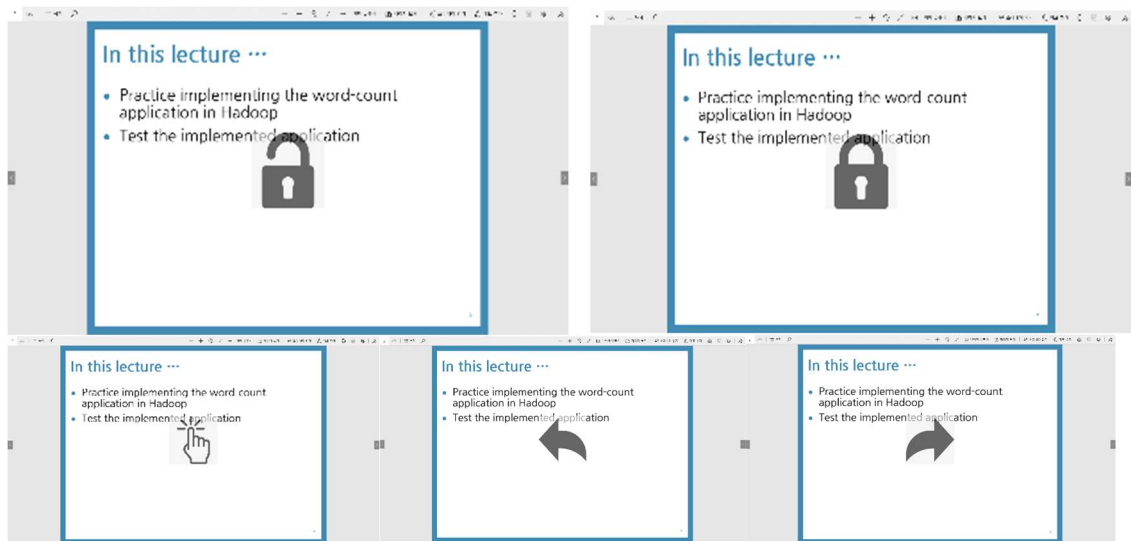 In this lecture ···
• Practice implementing the word-count
application in Hadoop
• Test the implemented application
In this lecture ···
• Practice implementing the word count
application in Hadoop
• Test the implemented application
In this lecture ···
• Practice implementing the word count
application in Hadoop
• Test the implemented application
In this lecture ···
• Practice implementing the word-count
application in Hadoop
• Test the implemented application
In this lecture ···
• Practice implementing the word-count
application in Hadoop
• Test the implemented application